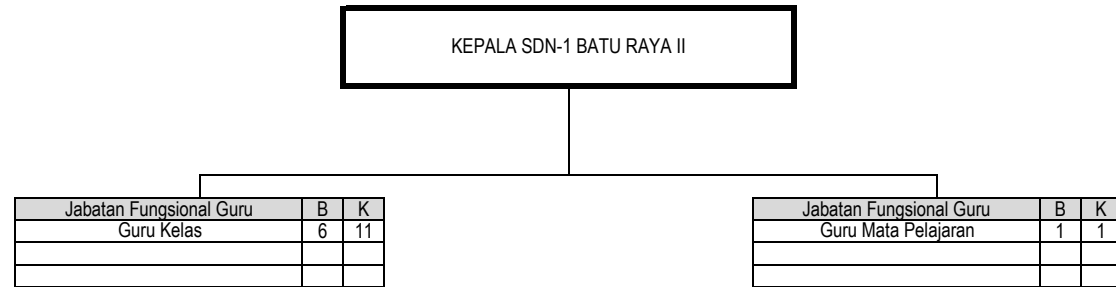 KEPALA SDN-1 BATU RAYA II
Jabatan Fungsional Guru B K
Guru Kelas 6 11
Jabatan Fungsional Guru B K
Guru Mata Pelajaran 1 1